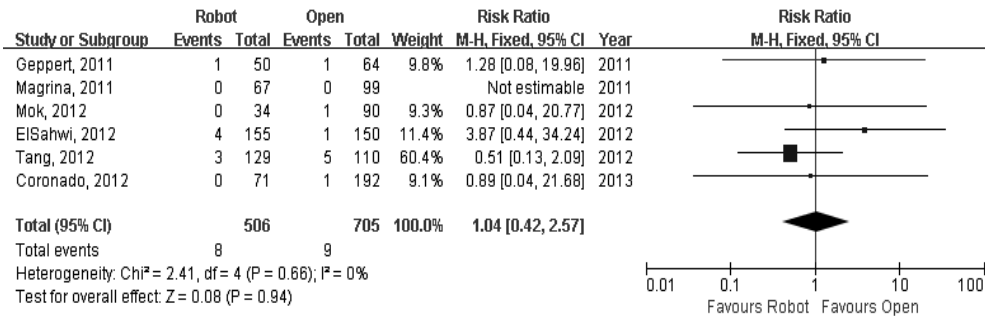 Robot Open Risk Ratio Risk Ratio
Study or Subgroup Events Total Events Total Weight M-H, Fixed, 95% CI Year M-H, Fixed, 95% CI
Geppert, 2011 1 50 1 64 9.8% 1.28 [0.08, 19.96] 2011
Magrina, 2011 0 67 0 99 Not estimable 2011
Mok, 2012 0 34 1 90 9.3% 0.87 [0.04, 20.77] 2012
ElSahwi, 2012 4 155 1 150 11.4% 3.87 [0.44, 34.24] 2012
Tang, 2012 3 129 5 110 60.4% 0.51 [0.13, 2.09] 2012
Coronado, 2012 0 71 1 192 9.1% 0.89 [0.04, 21.68] 2013
Total (95% CI) 506 705 100.0% 1.04 [0.42, 2.57]
Total events 8 9
Heterogeneity: Chi² = 2.41, df = 4 (P = 0.66); I² = 0%
Test for overall effect: Z = 0.08 (P = 0.94)
0.01 0.1 1 10 100
Favours Robot Favours Open